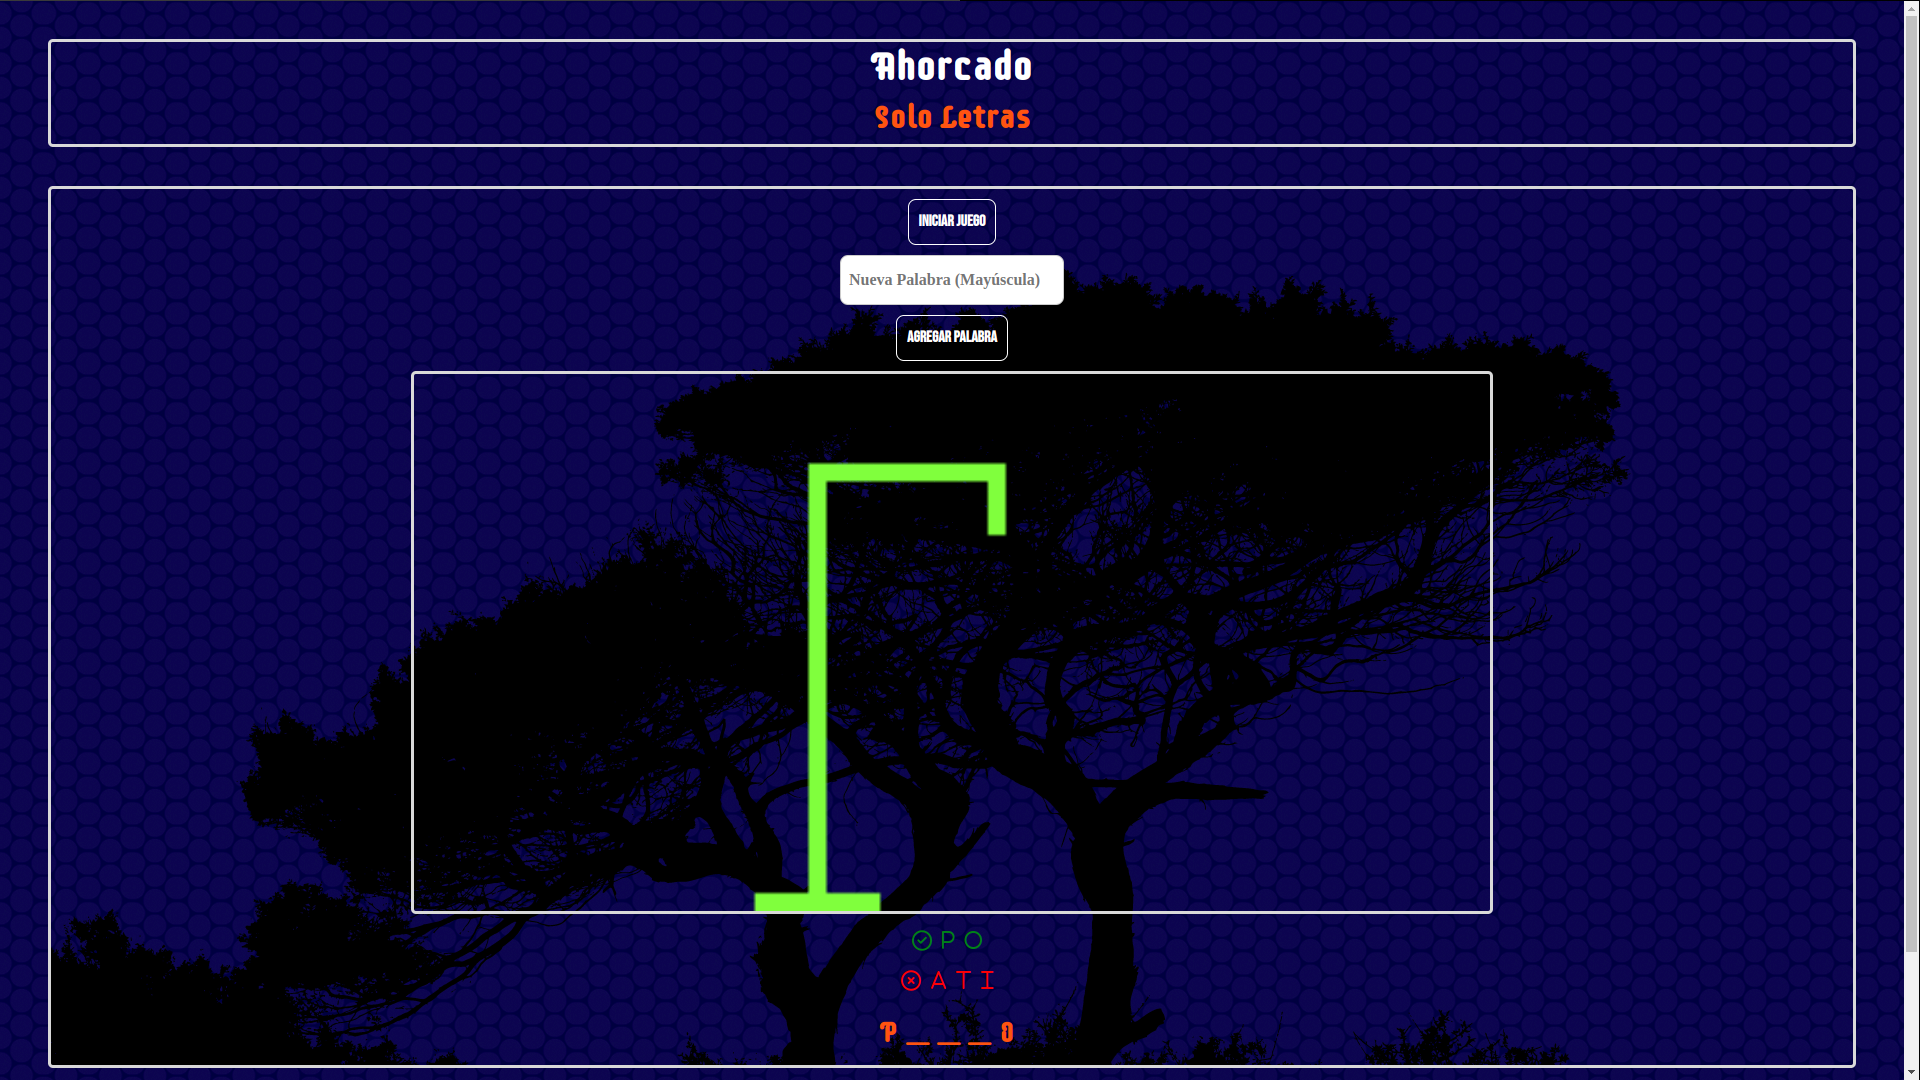 Ahorcado
Solo Letras
INICIAR JUEGO
Nueva Palabra (Mayúscula)
AGREGAR PALABRA
P O
A T I
P _ _ _ O